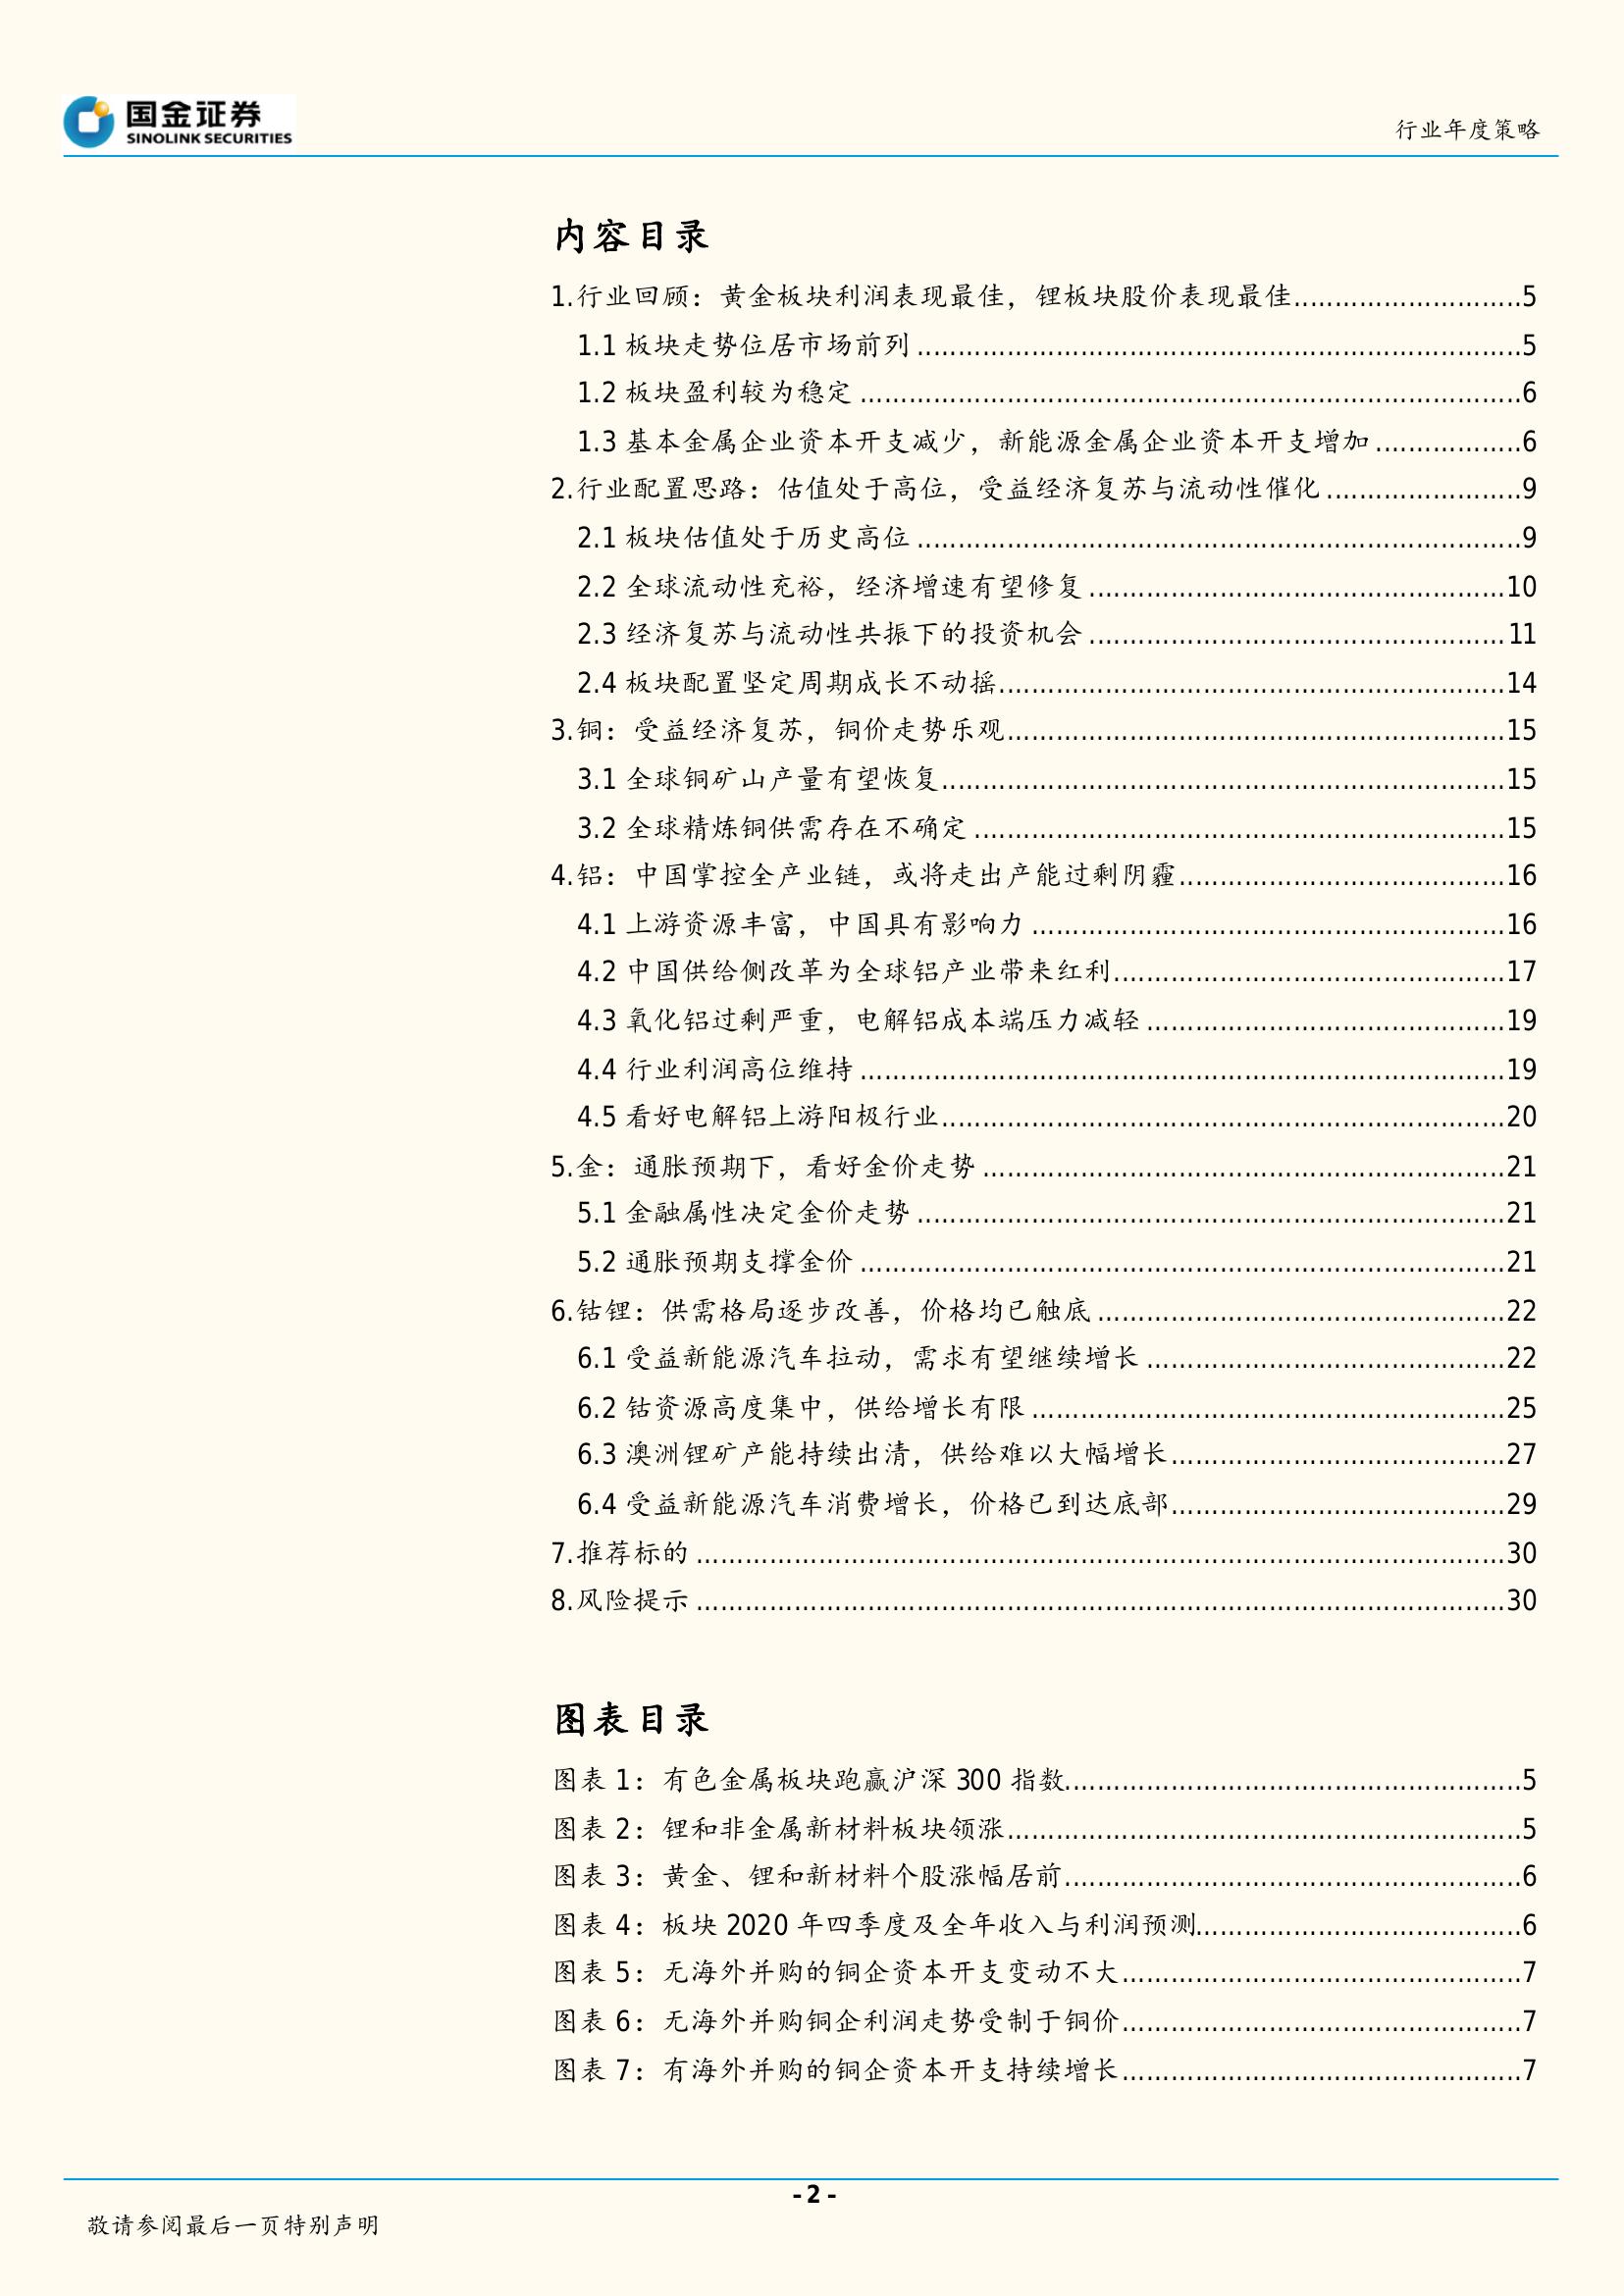 国金证券
SINOLINK SECURITIES
行业年度策略
内容目录
1.行业回顾：黄金板块利润表现最佳，锂板块股价表现最佳............................5
1.1 板块走势位居市场前列............................5
1.2 板块盈利较为稳定............................6
1.3 基本金属企业资本开支减少，新能源金属企业资本开支增加............................6
2.行业配置思路：估值处于高位，受益经济复苏与流动性催化............................9
2.1 板块估值处于历史高位............................9
2.2 全球流动性充裕，经济增速有望修复............................10
2.3 经济复苏与流动性共振下的投资机会............................11
2.4 板块配置坚定周期成长不动摇............................14
3.铜：受益经济复苏，铜价走势乐观............................15
3.1 全球铜矿山产量有望恢复............................15
3.2 全球精炼铜供需存在不确定............................15
4.铝：中国掌控全产业链，或将走出产能过剩阴霾............................16
4.1 上游资源丰富，中国具有影响力............................16
4.2 中国供给侧改革为全球铝产业带来红利............................17
4.3 氧化铝过剩严重，电解铝成本端压力减轻............................19
4.4 行业利润高位维持............................19
4.5 看好电解铝上游阳极行业............................20
5.金：通胀预期下，看好金价走势............................21
5.1 金融属性决定金价走势............................21
5.2 通胀预期支撑金价............................21
6.钴锂：供需格局逐步改善，价格均已触底............................22
6.1 受益新能源汽车拉动，需求有望继续增长............................22
6.2 钴资源高度集中，供给增长有限............................25
6.3 澳洲锂矿产能持续出清，供给难以大幅增长............................27
6.4 受益新能源汽车消费增长，价格已到达底部............................29
7.推荐标的............................30
8.风险提示............................30
图表目录
图表 1：有色金属板块跑赢沪深 300 指数............................5
图表 2：锂和非金属新材料板块领涨............................5
图表 3：黄金、锂和新材料个股涨幅居前............................6
图表 4：板块 2020 年四季度及全年收入与利润预测............................6
图表 5：无海外并购的铜企资本开支变动不大............................7
图表 6：无海外并购铜企利润走势受制于铜价............................7
图表 7：有海外并购的铜企资本开支持续增长............................7
- 2 -
敬请参阅最后一页特别声明